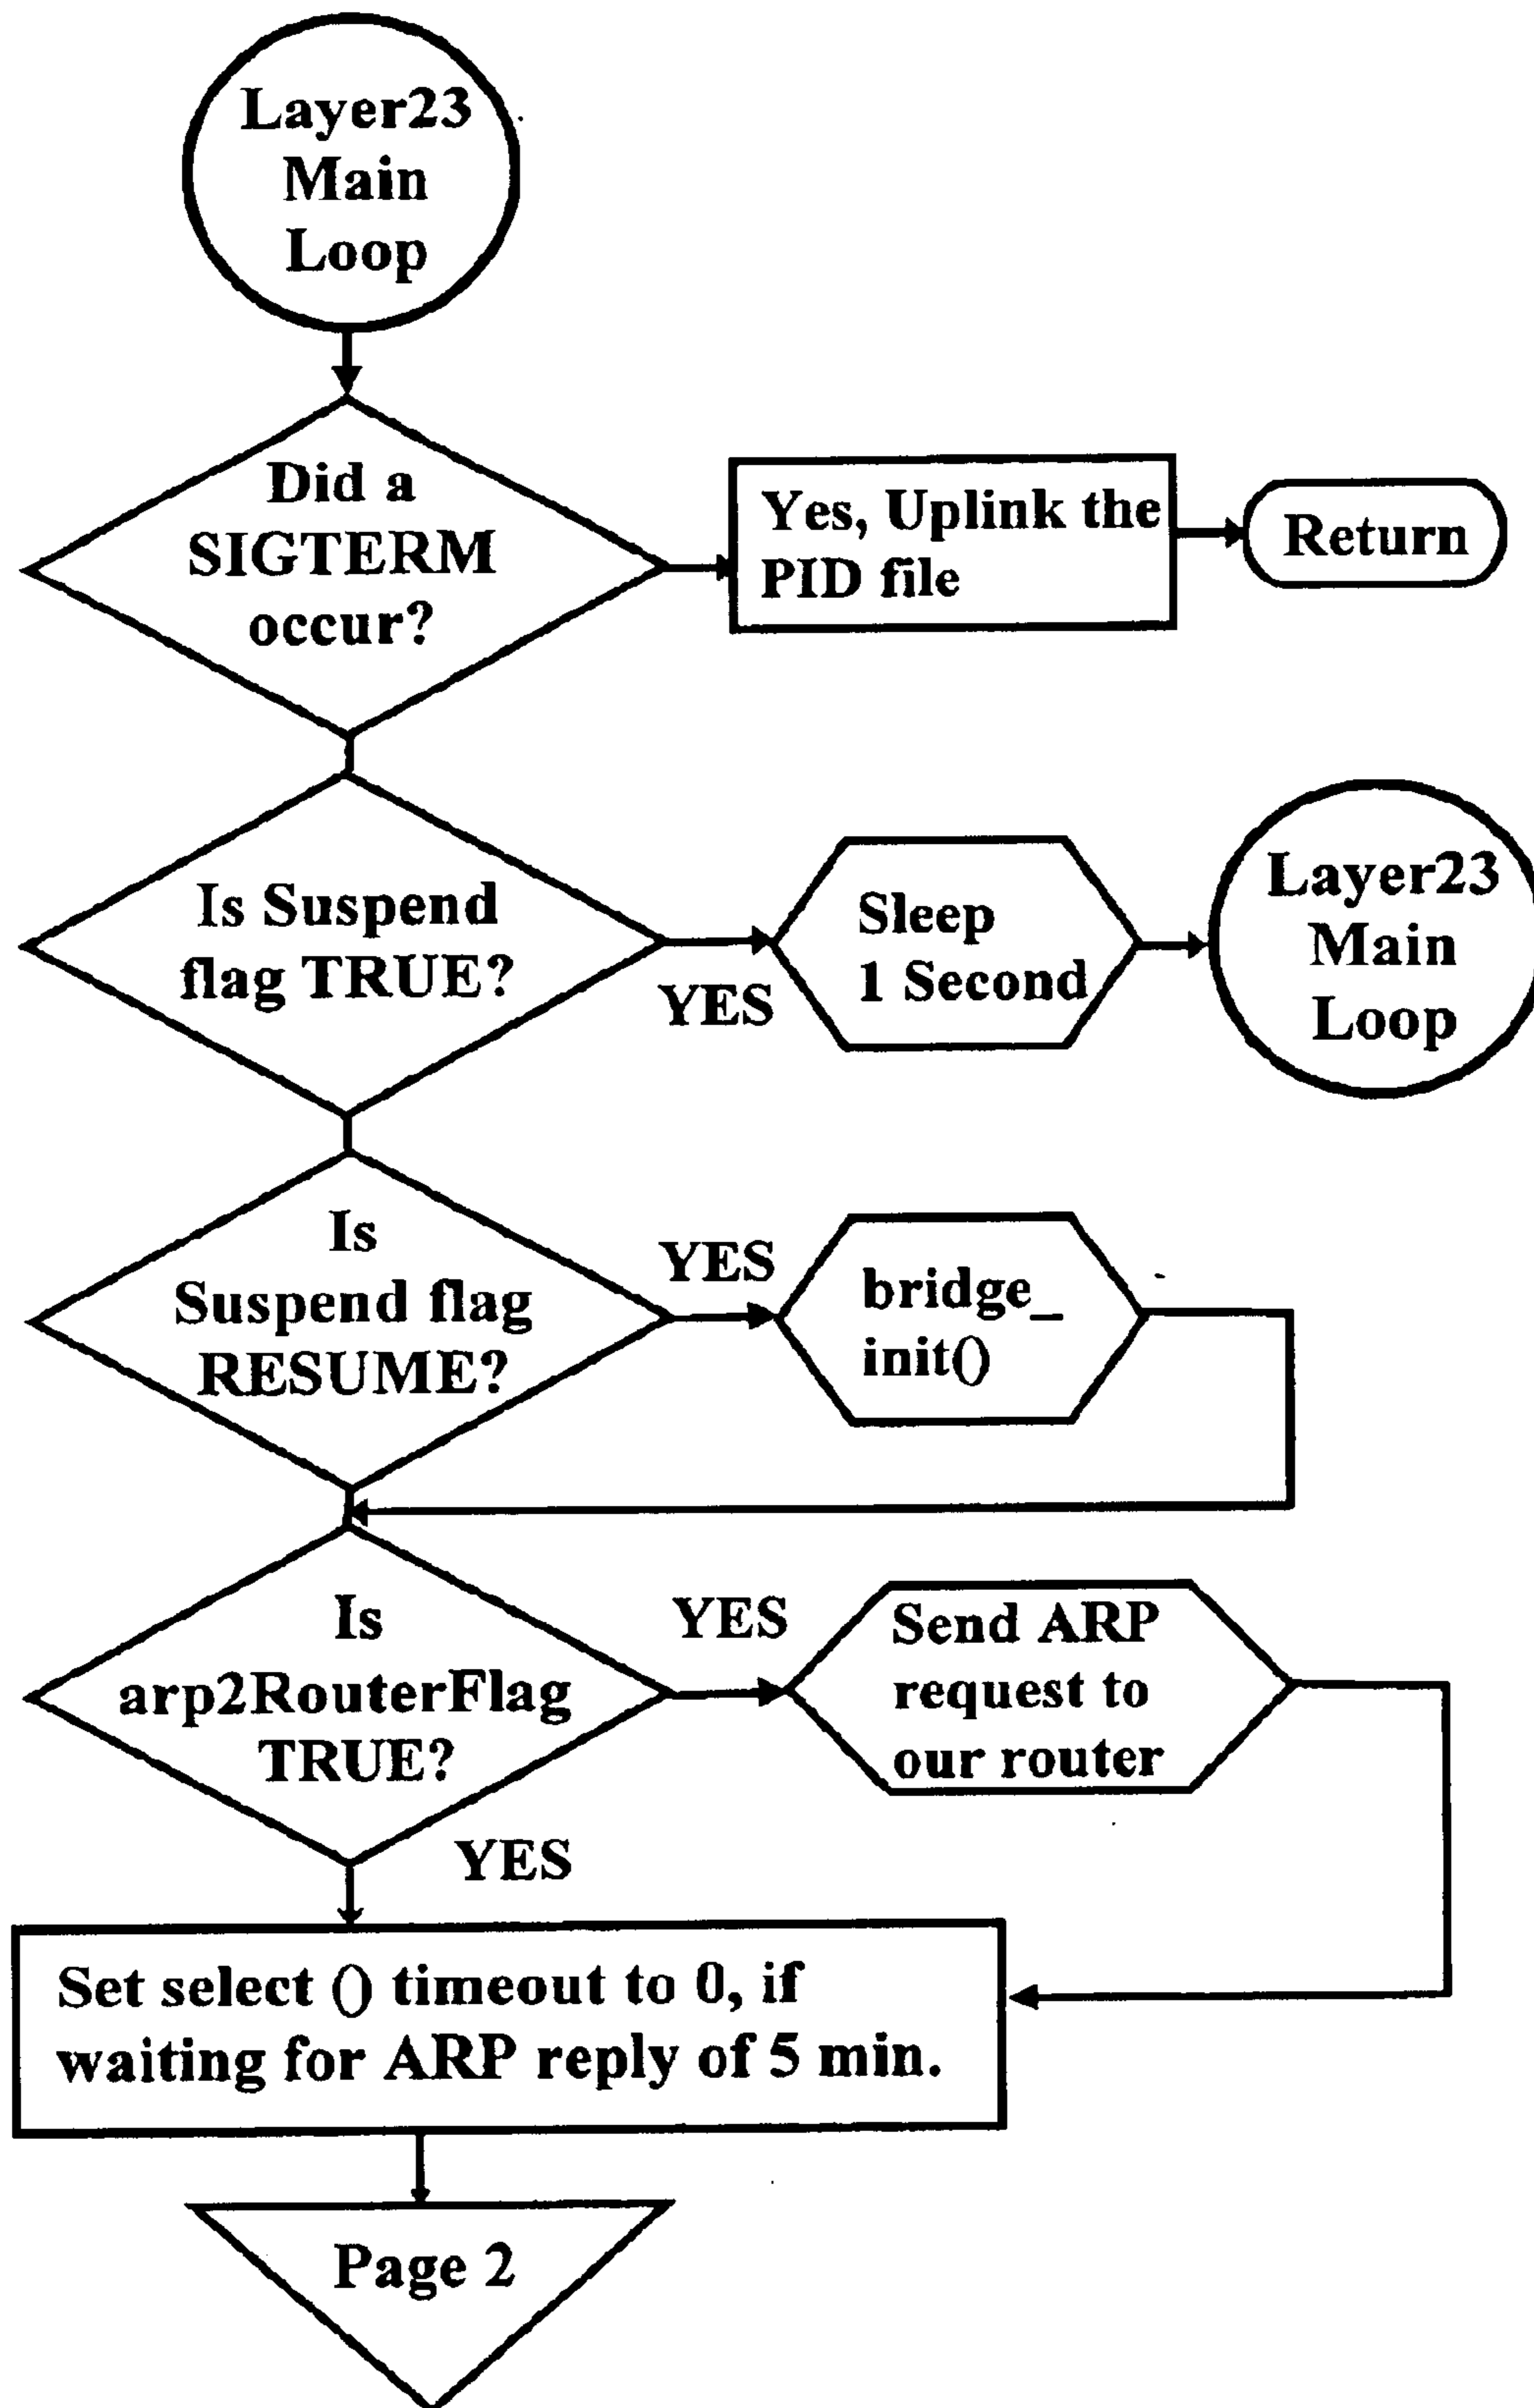 Layer23
Main
Loop
Did a
SIGTERM
occur?
Yes, Uplink the
PID file
Return
Is Suspend
flag TRUE?
YES
Sleep
1 Second
Layer23
Main
Loop
Is
Suspend flag
RESUME?
YES
bridge_
init()
Is
arp2RouterFlag
TRUE?
YES
Send ARP
request to
our router
YES
Set select () timeout to 0, if
waiting for ARP reply of 5 min.
Page 2